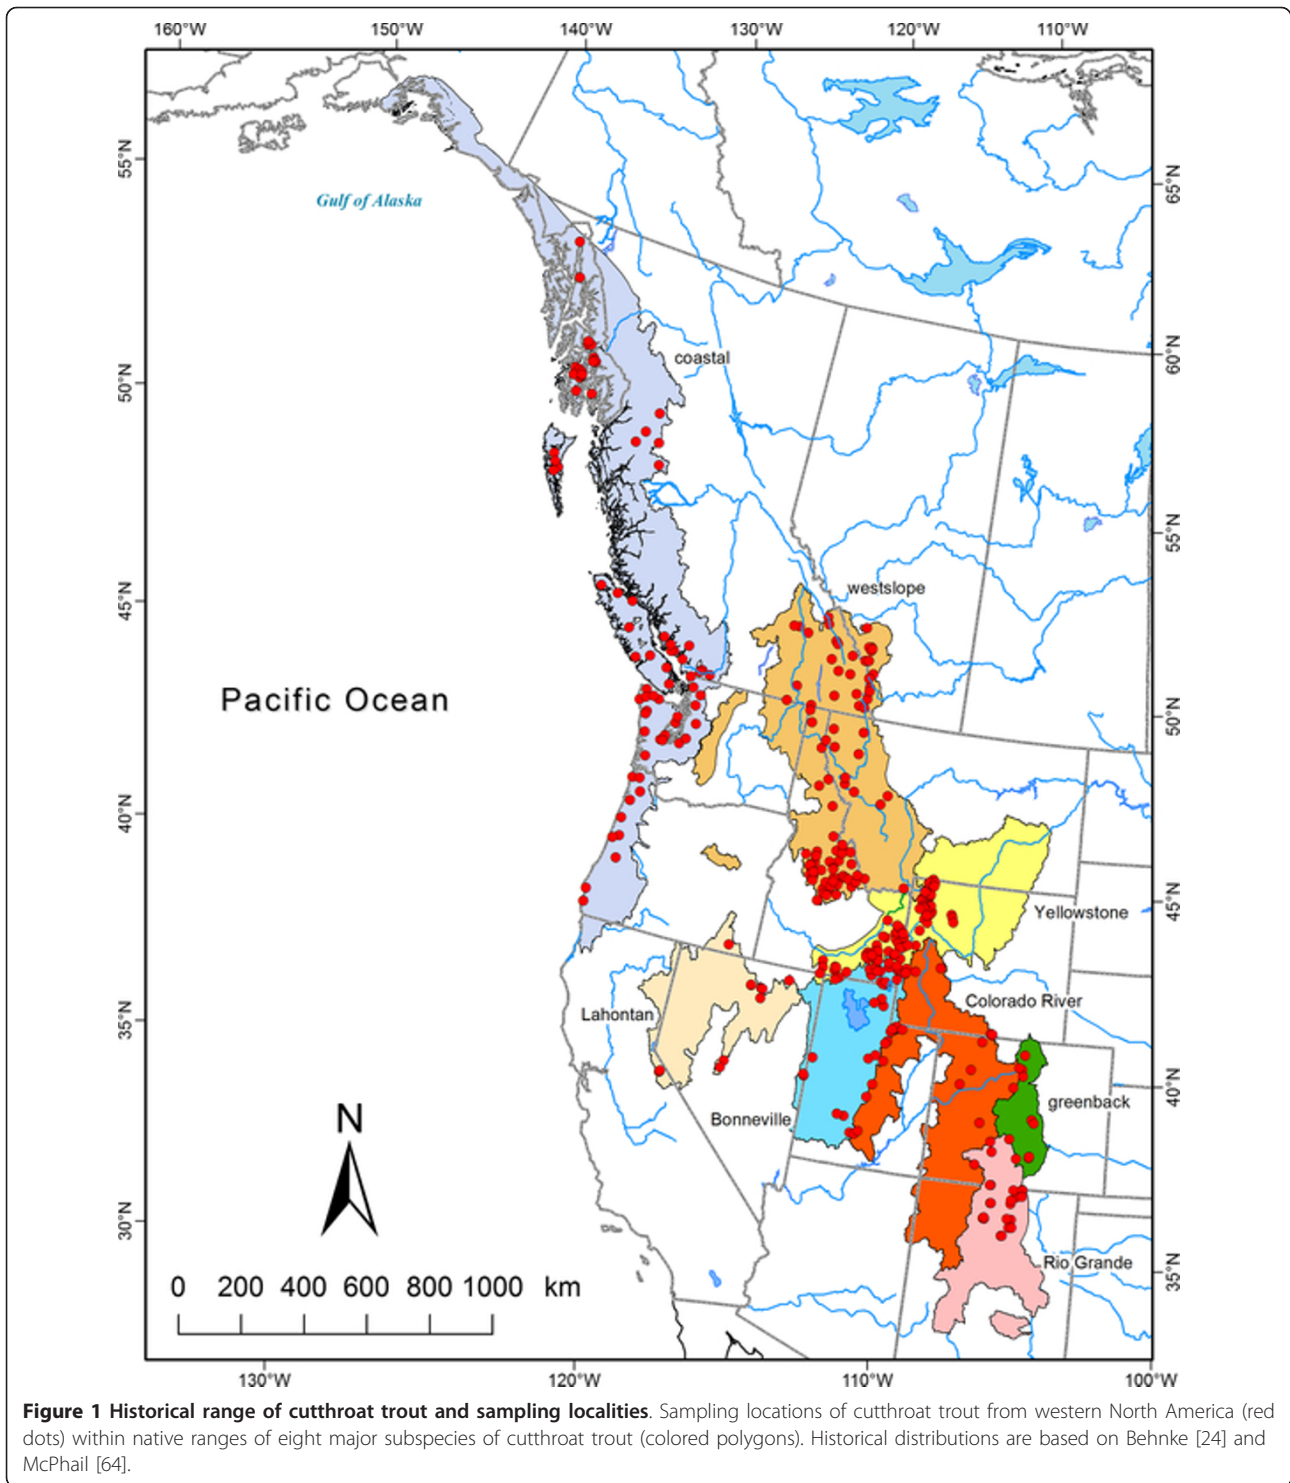 160°W 150°W 140°W 130°W 120°W 110°W
55°N
65°N
Gulf of Alaska
60°N
coastal
50°N
55°N
westslope
45°N
Pacific Ocean
50°N
40°N
45°N
Yellowstone
Colorado River
Lahontan
35°N
40°N
greenback
Bonneville
N
30°N
35°N
Rio Grande
0 200 400 600 800 1000 km
130°W 120°W 110°W 100°W
Figure 1 Historical range of cutthroat trout and sampling localities. Sampling locations of cutthroat trout from western North America (red
dots) within native ranges of eight major subspecies of cutthroat trout (colored polygons). Historical distributions are based on Behnke [24] and
McPhail [64].